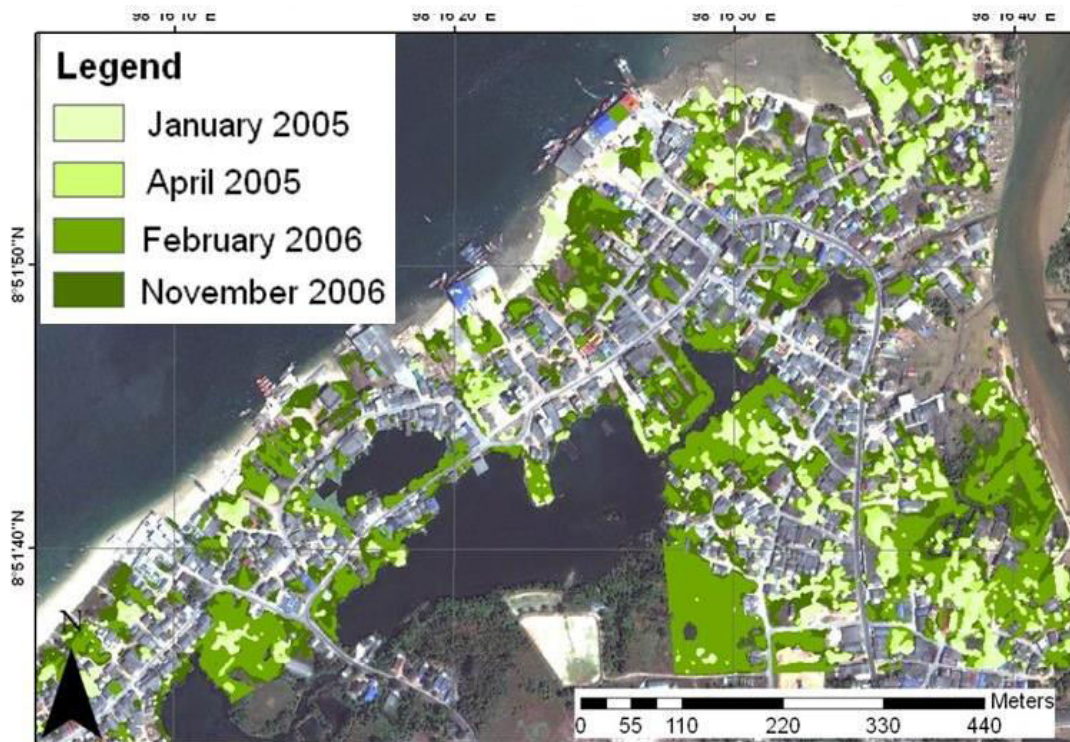 98°16'10"E 98°16'20"E 98°16'30"E 98°16'40"E
Legend
January 2005
April 2005
February 2006
November 2006
8°51'50"N
8°51'40"N
N
Meters
0 55 110 220 330 440